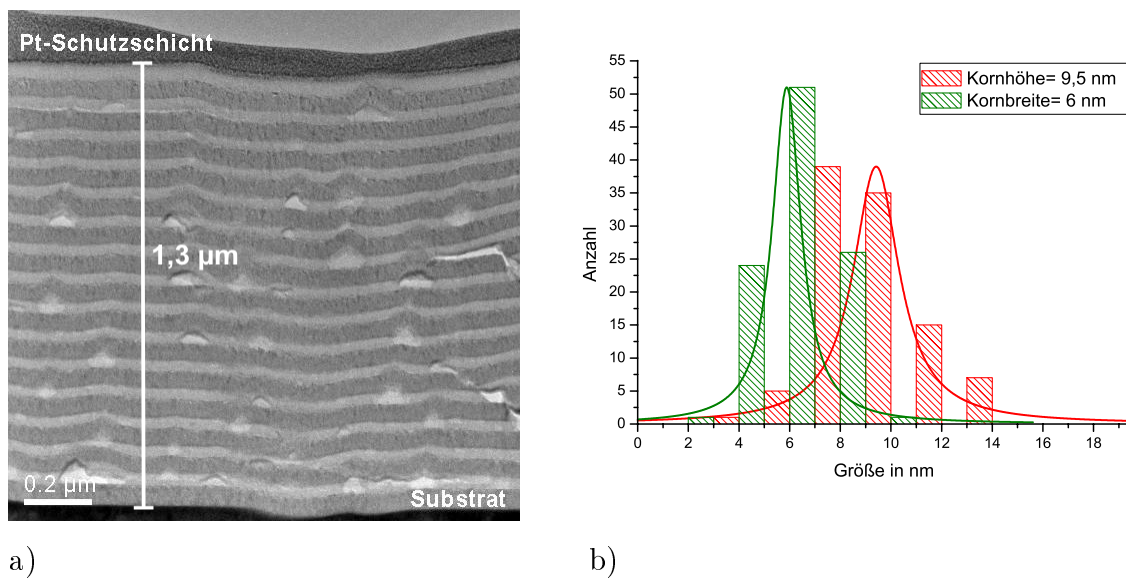 Pt-Schutzschicht
1,3 µm
0.2 µm
Substrat
a)
55
50
45
40
35
30
25
20
15
10
5
0
Anzahl
Kornhöhe= 9,5 nm
Kornbreite= 6 nm
0 2 4 6 8 10 12 14 16 18
Größe in nm
b)